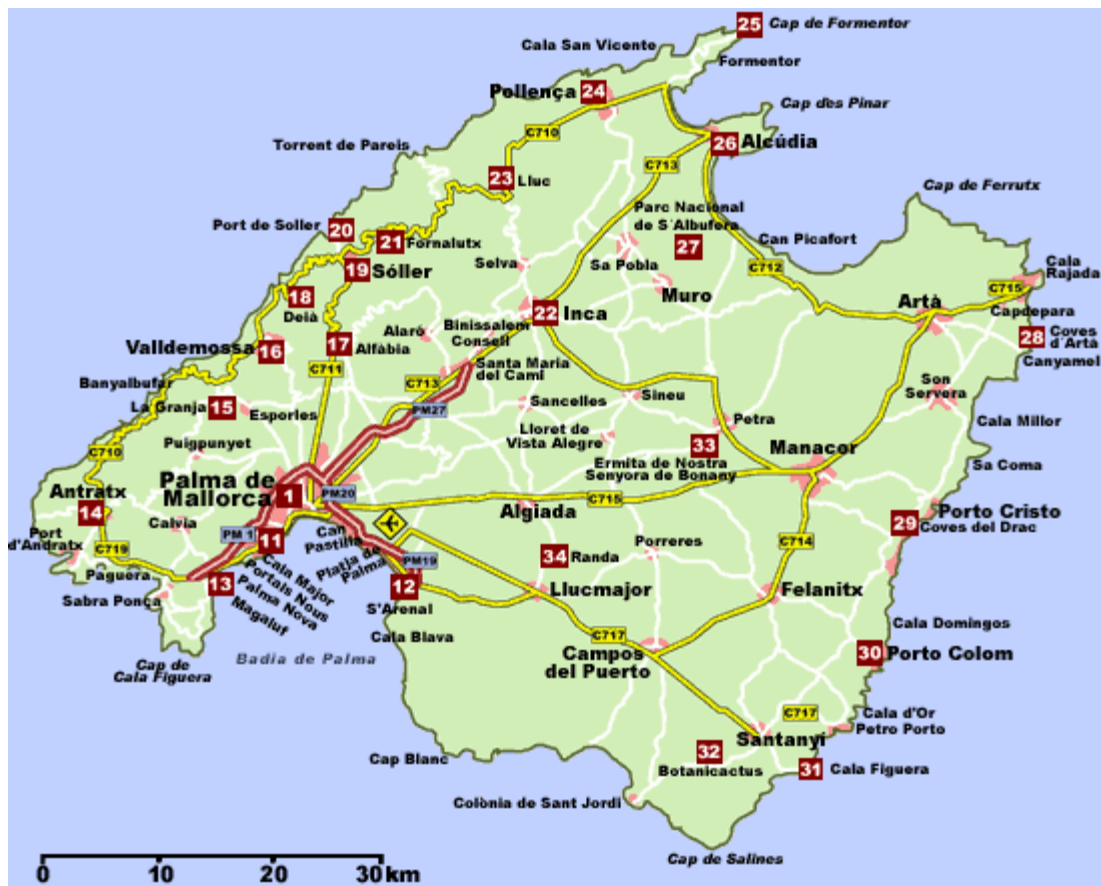 25 Cap de Formentor
Cala San Vicente
Formentor
Pollença 24
Cap des Pinar
C710
26 Alcúdia
Torrent de Pareis
C713
23 Lluc
Cap de Ferrutx
Parc Nacional
de S´Albufera
27
Port de Soller 20
21 Fornalutx
Can Picafort
19 Sóller
Selva
Sa Pobla
C712
Cala
Rajada
Muro
C715
18
Deià
Artà
Capdepara
22 Inca
Alaró
Binissalem
Consell
28 Coves
d´Artà
Canyamel
Valldemossa 16
17 Alfàbia
Santa Maria
del Cami
C711
C713
Banyalbufar
Son
Servera
La Granja 15
Esporles
PM27
Sancelles
Sineu
Petra
Cala Millor
Puigpunyet
Lloret de
Vista Alegre
33
Manacor
C710
Ermita de Nostra
Senyora de Bonany
Sa Coma
Palma de
Mallorca 1
PM20
Antratx
14
C715
Algiada
Porto Cristo
29
Coves del Drac
Calvia
PM 1
11
Can
Pastilla
Platja de
Palma
C714
Port
d'Andratx
C719
PM19
34 Randa
Porreres
Paguera
13
Cala Major
Portals Nous
Palma Nova
Magaluf
12
S'Arenal
Llucmajor
Felanitx
Sabra Ponça
Cala Blava
C717
Cala Domingos
Cap de
Cala Figuera
Badia de Palma
Campos
del Puerto
30 Porto Colom
C717
Cala d'Or
Petro Porto
Santanyí
Cap Blanc
32
Botanicactus
31 Cala Figuera
Colònia de Sant Jordi
Cap de Salines
0 10 20 30km